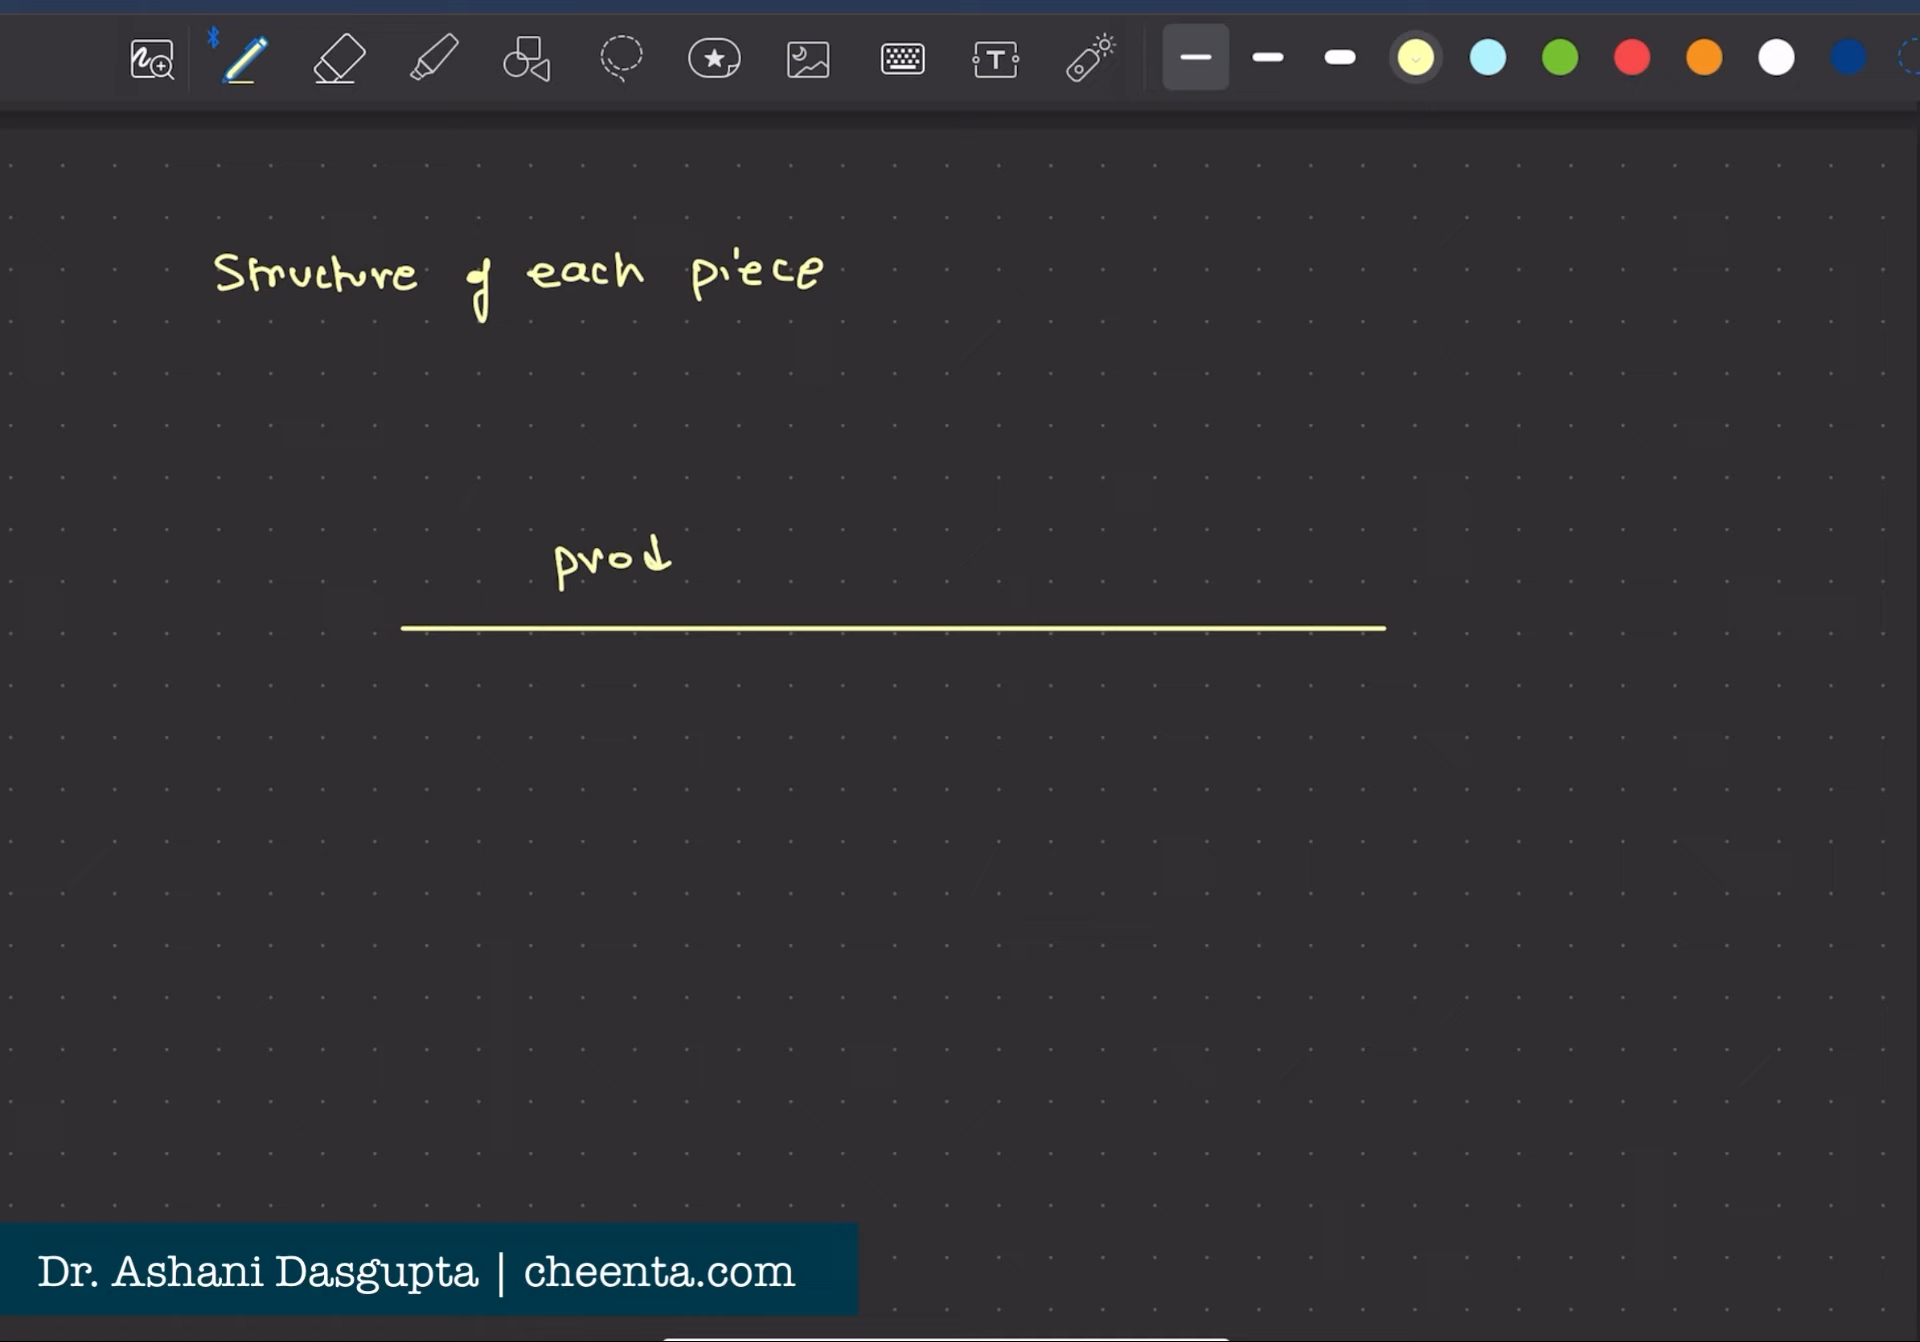 Structure of each piece
prod
Dr. Ashani Dasgupta | cheenta.com